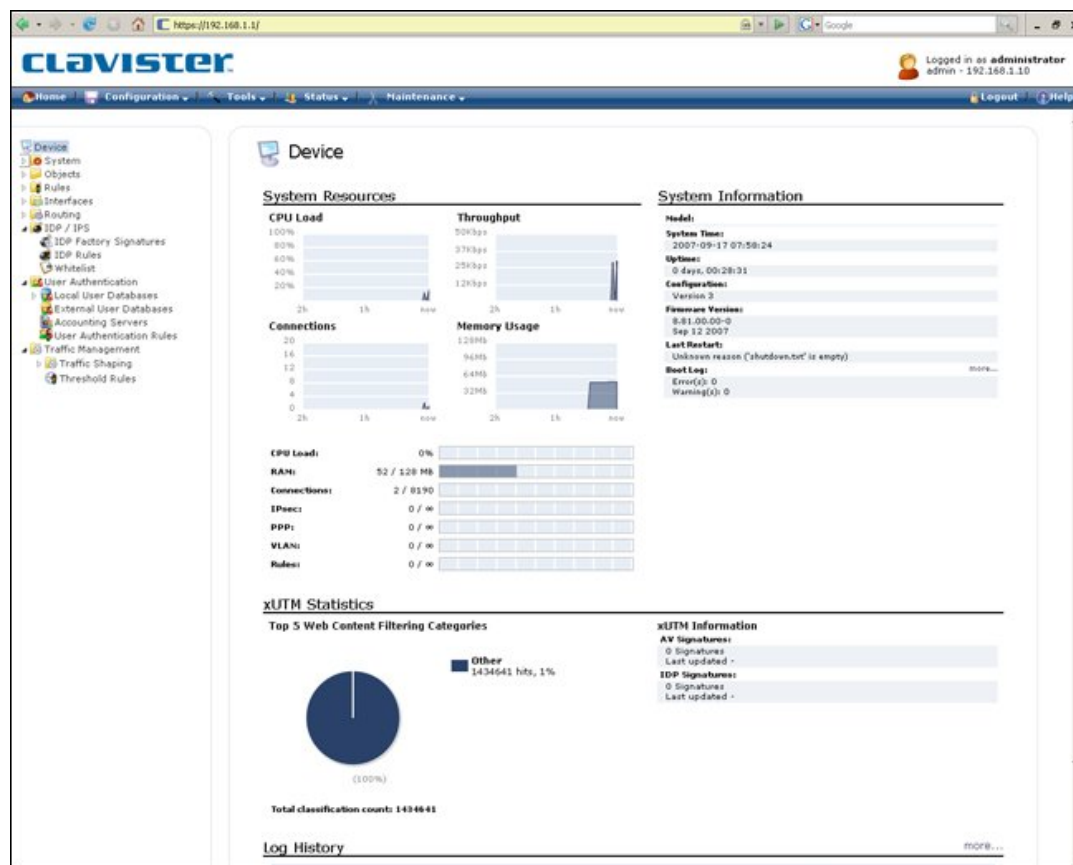 https://192.168.1.1/
Google
CLAVISTER
Logged in as administrator
admin - 192.168.1.10
Home Configuration Tools Status Maintenance Logout Help
Device
System
Objects
Rules
Interfaces
Routing
IDP / IPS
IDP Factory Signatures
IDP Rules
Whitelist
User Authentication
Local User Databases
External User Databases
Accounting Servers
User Authentication Rules
Traffic Management
Traffic Shaping
Threshold Rules
Device
System Resources
CPU Load
100%
80%
60%
40%
20%
2h 1h now
Throughput
50Kbps
37Kbps
25Kbps
12Kbps
2h 1h now
Connections
20
16
12
8
4
0
2h 1h now
Memory Usage
128Mb
96Mb
64Mb
32Mb
2h 1h now
CPU Load: 0%
RAM: 52 / 128 MB
Connections: 2 / 8190
IPsec: 0 / ∞
PPP: 0 / ∞
VLAN: 0 / ∞
Rules: 0 / ∞
System Information
Model:
System Time:
2007-09-17 07:58:24
Uptime:
0 days, 00:28:31
Configuration:
Version 3
Firmware Version:
8.81.00.00-0
Sep 12 2007
Last Restart:
Unknown reason ('shutdown.txt' is empty)
Boot Log: more...
Error(s): 0
Warning(s): 0
xUTM Statistics
Top 5 Web Content Filtering Categories
Other
1434641 hits, 1%
(100%)
Total classification count: 1434641
xUTM Information
AV Signatures:
0 Signatures
Last updated -
IDP Signatures:
0 Signatures
Last updated -
Log History more...